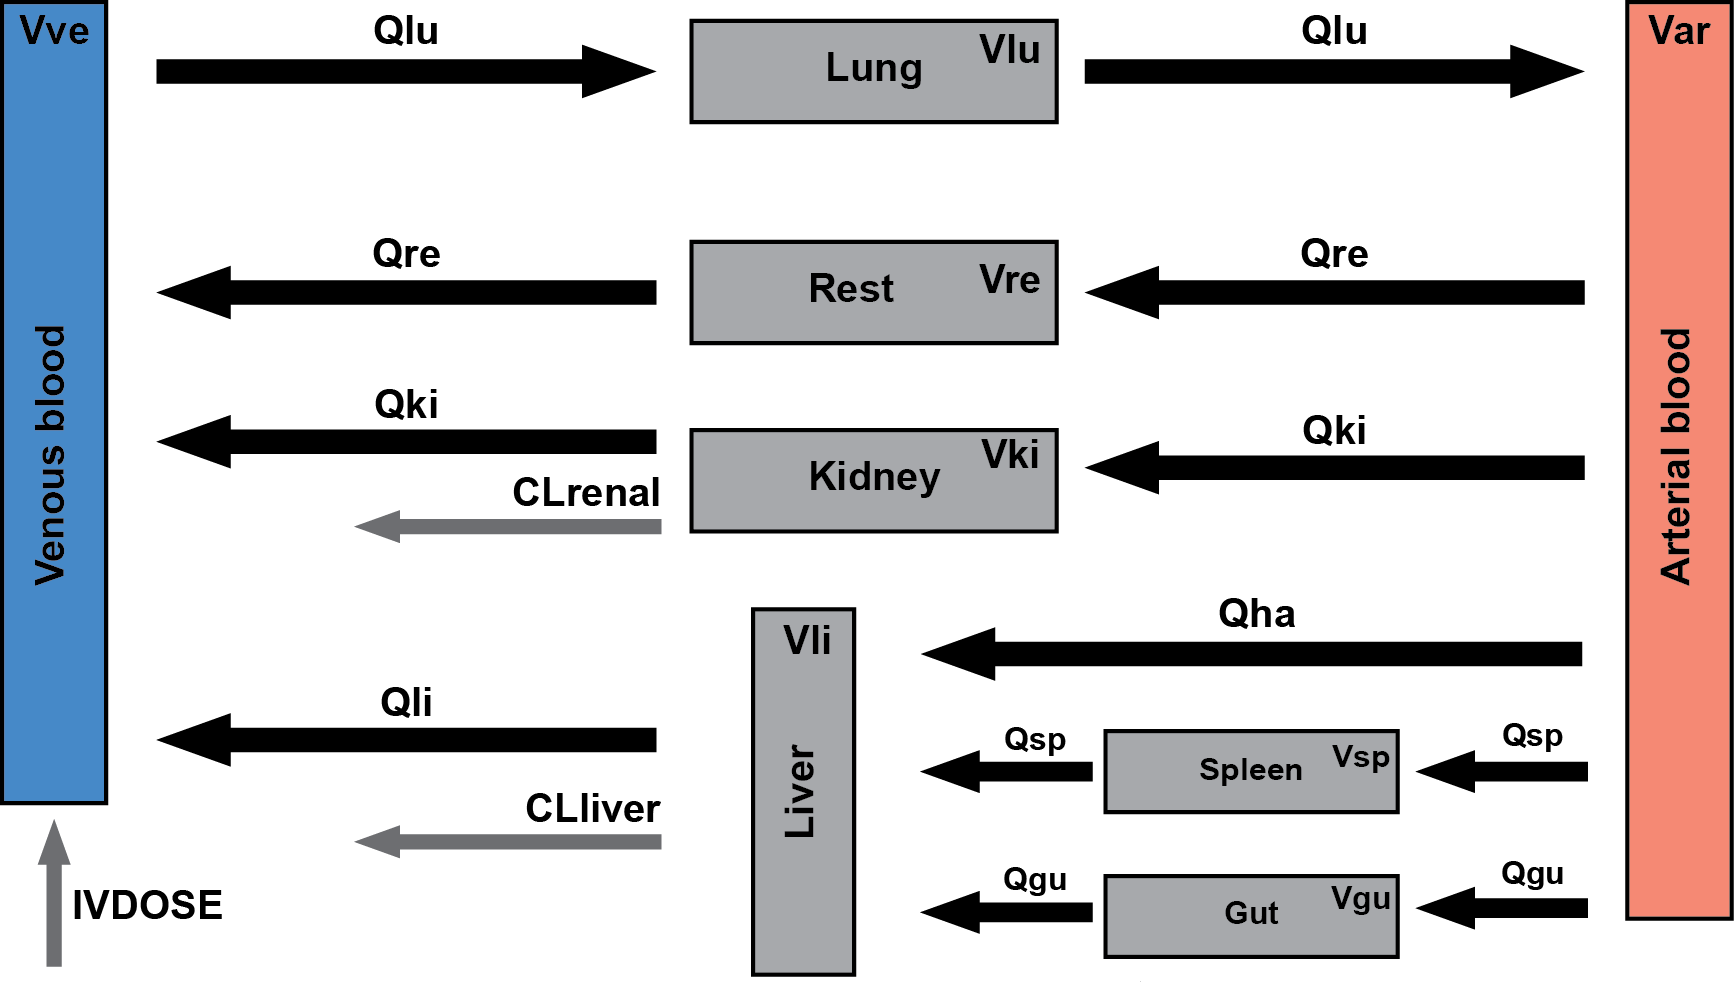 Vve
Qlu
Lung
Vlu
Qlu
Var
Qre
Rest
Vre
Qre
Venous blood
Qki
Kidney
Vki
Qki
Arterial blood
CLrenal
Qha
Vli
Qli
Liver
Qsp
Spleen
Vsp
Qsp
CLliver
Qgu
Gut
Vgu
Qgu
IVDOSE